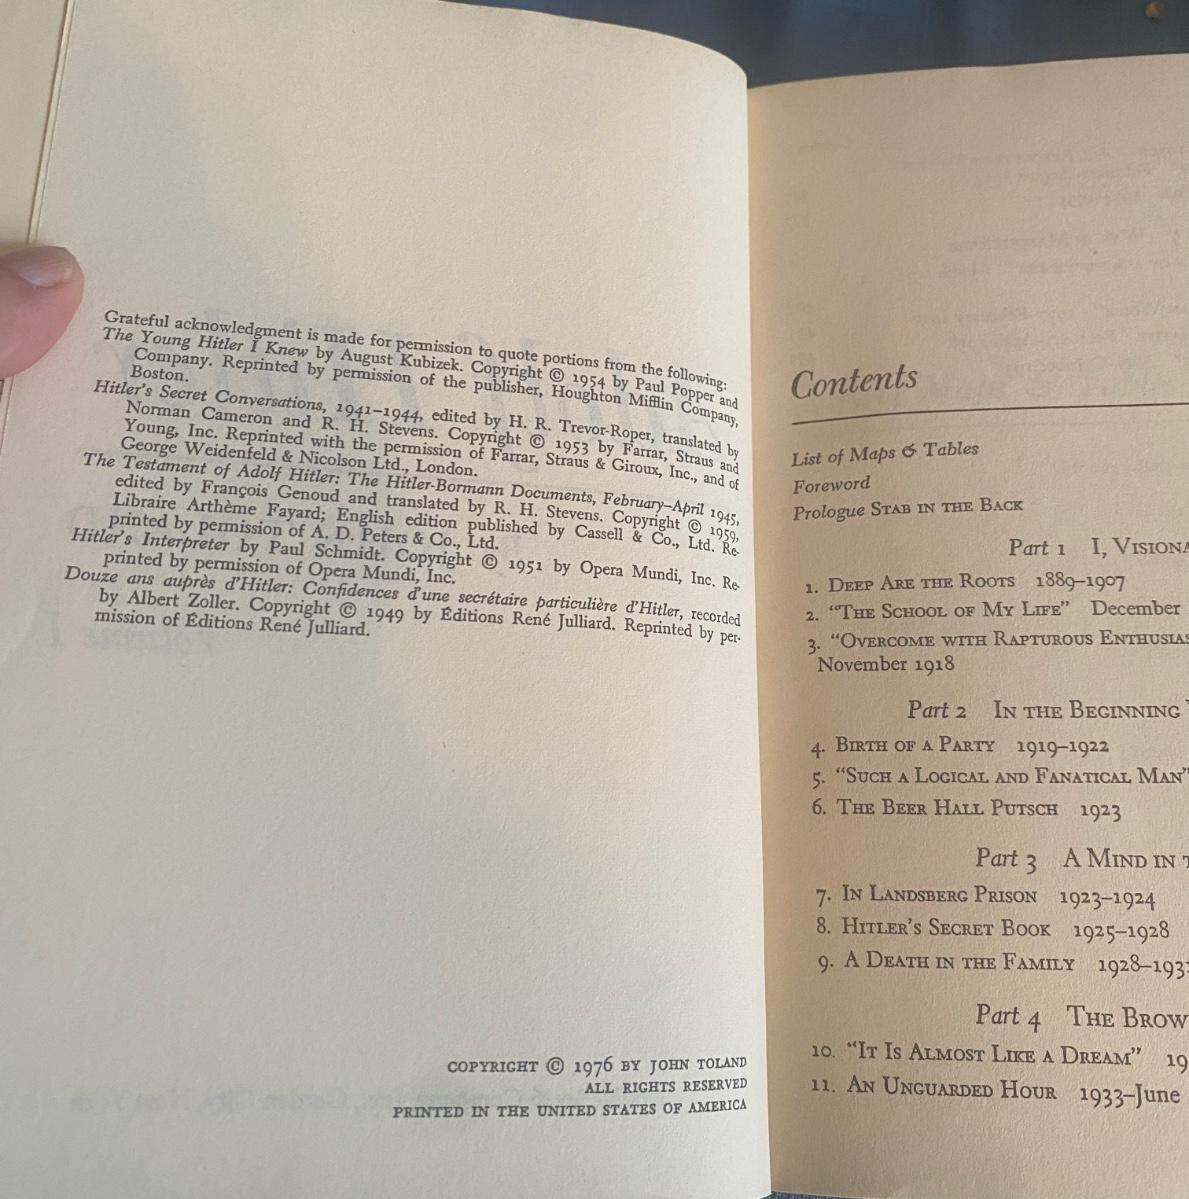 Grateful acknowledgment is made for permission to quote portions from the following:
The Young Hitler I Knew by August Kubizek. Copyright © 1954 by Paul Popper and
Company. Reprinted by permission of the publisher, Houghton Mifflin Company,
Boston.
Hitler's Secret Conversations, 1941–1944, edited by H. R. Trevor-Roper, translated by
Norman Cameron and R. H. Stevens. Copyright © 1953 by Farrar, Straus and
Young, Inc. Reprinted with the permission of Farrar, Straus & Giroux, Inc., and of
George Weidenfeld & Nicolson Ltd., London.
The Testament of Adolf Hitler: The Hitler-Bormann Documents, February–April 1945,
edited by François Genoud and translated by R. H. Stevens. Copyright © 1959,
Libraire Arthème Fayard; English edition published by Cassell & Co., Ltd. Re-
printed by permission of A. D. Peters & Co., Ltd.
Hitler's Interpreter by Paul Schmidt. Copyright © 1951 by Opera Mundi, Inc. Re-
printed by permission of Opera Mundi, Inc.
Douze ans auprès d'Hitler: Confidences d'une secrétaire particulière d'Hitler, recorded
by Albert Zoller. Copyright © 1949 by Éditions René Julliard. Reprinted by per-
mission of Éditions René Julliard.
COPYRIGHT © 1976 BY JOHN TOLAND
ALL RIGHTS RESERVED
PRINTED IN THE UNITED STATES OF AMERICA
Contents
List of Maps & Tables
Foreword
Prologue STAB IN THE BACK
Part 1 I, VISIONA
1. DEEP ARE THE ROOTS 1889–1907
2. "THE SCHOOL OF MY LIFE" December
3. "OVERCOME WITH RAPTUROUS ENTHUSIAS
November 1918
Part 2 IN THE BEGINNING
4. BIRTH OF A PARTY 1919–1922
5. "SUCH A LOGICAL AND FANATICAL MAN"
6. THE BEER HALL PUTSCH 1923
Part 3 A MIND IN
7. IN LANDSBERG PRISON 1923–1924
8. HITLER'S SECRET BOOK 1925–1928
9. A DEATH IN THE FAMILY 1928–193
Part 4 THE BROW
10. "IT IS ALMOST LIKE A DREAM" 19
11. AN UNGUARDED HOUR 1933–June